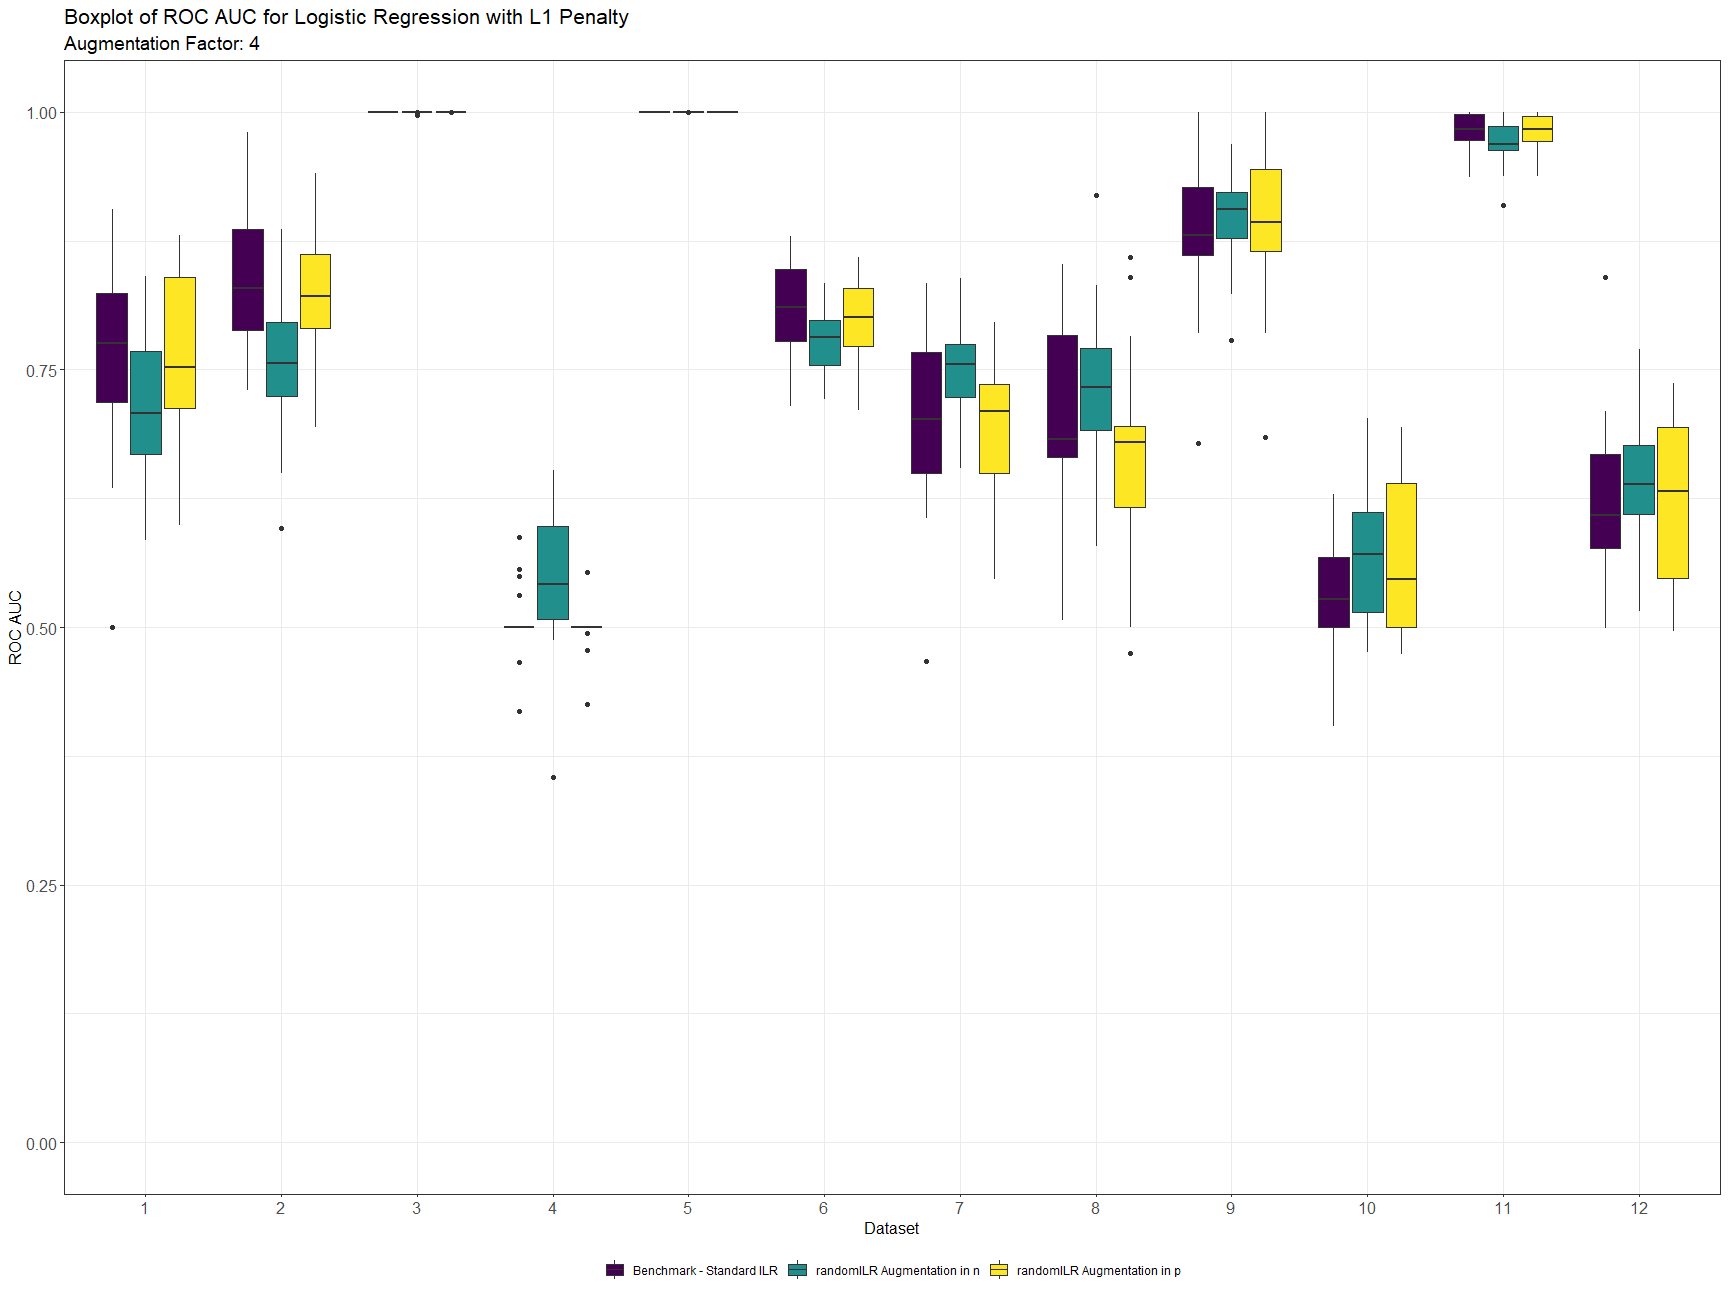 Boxplot of ROC AUC for Logistic Regression with L1 Penalty
Augmentation Factor: 4
ROC AUC
1.00
0.75
0.50
0.25
0.00
1 2 3 4 5 6 7 8 9 10 11 12
Dataset
Benchmark - Standard ILR randomILR Augmentation in n randomILR Augmentation in p